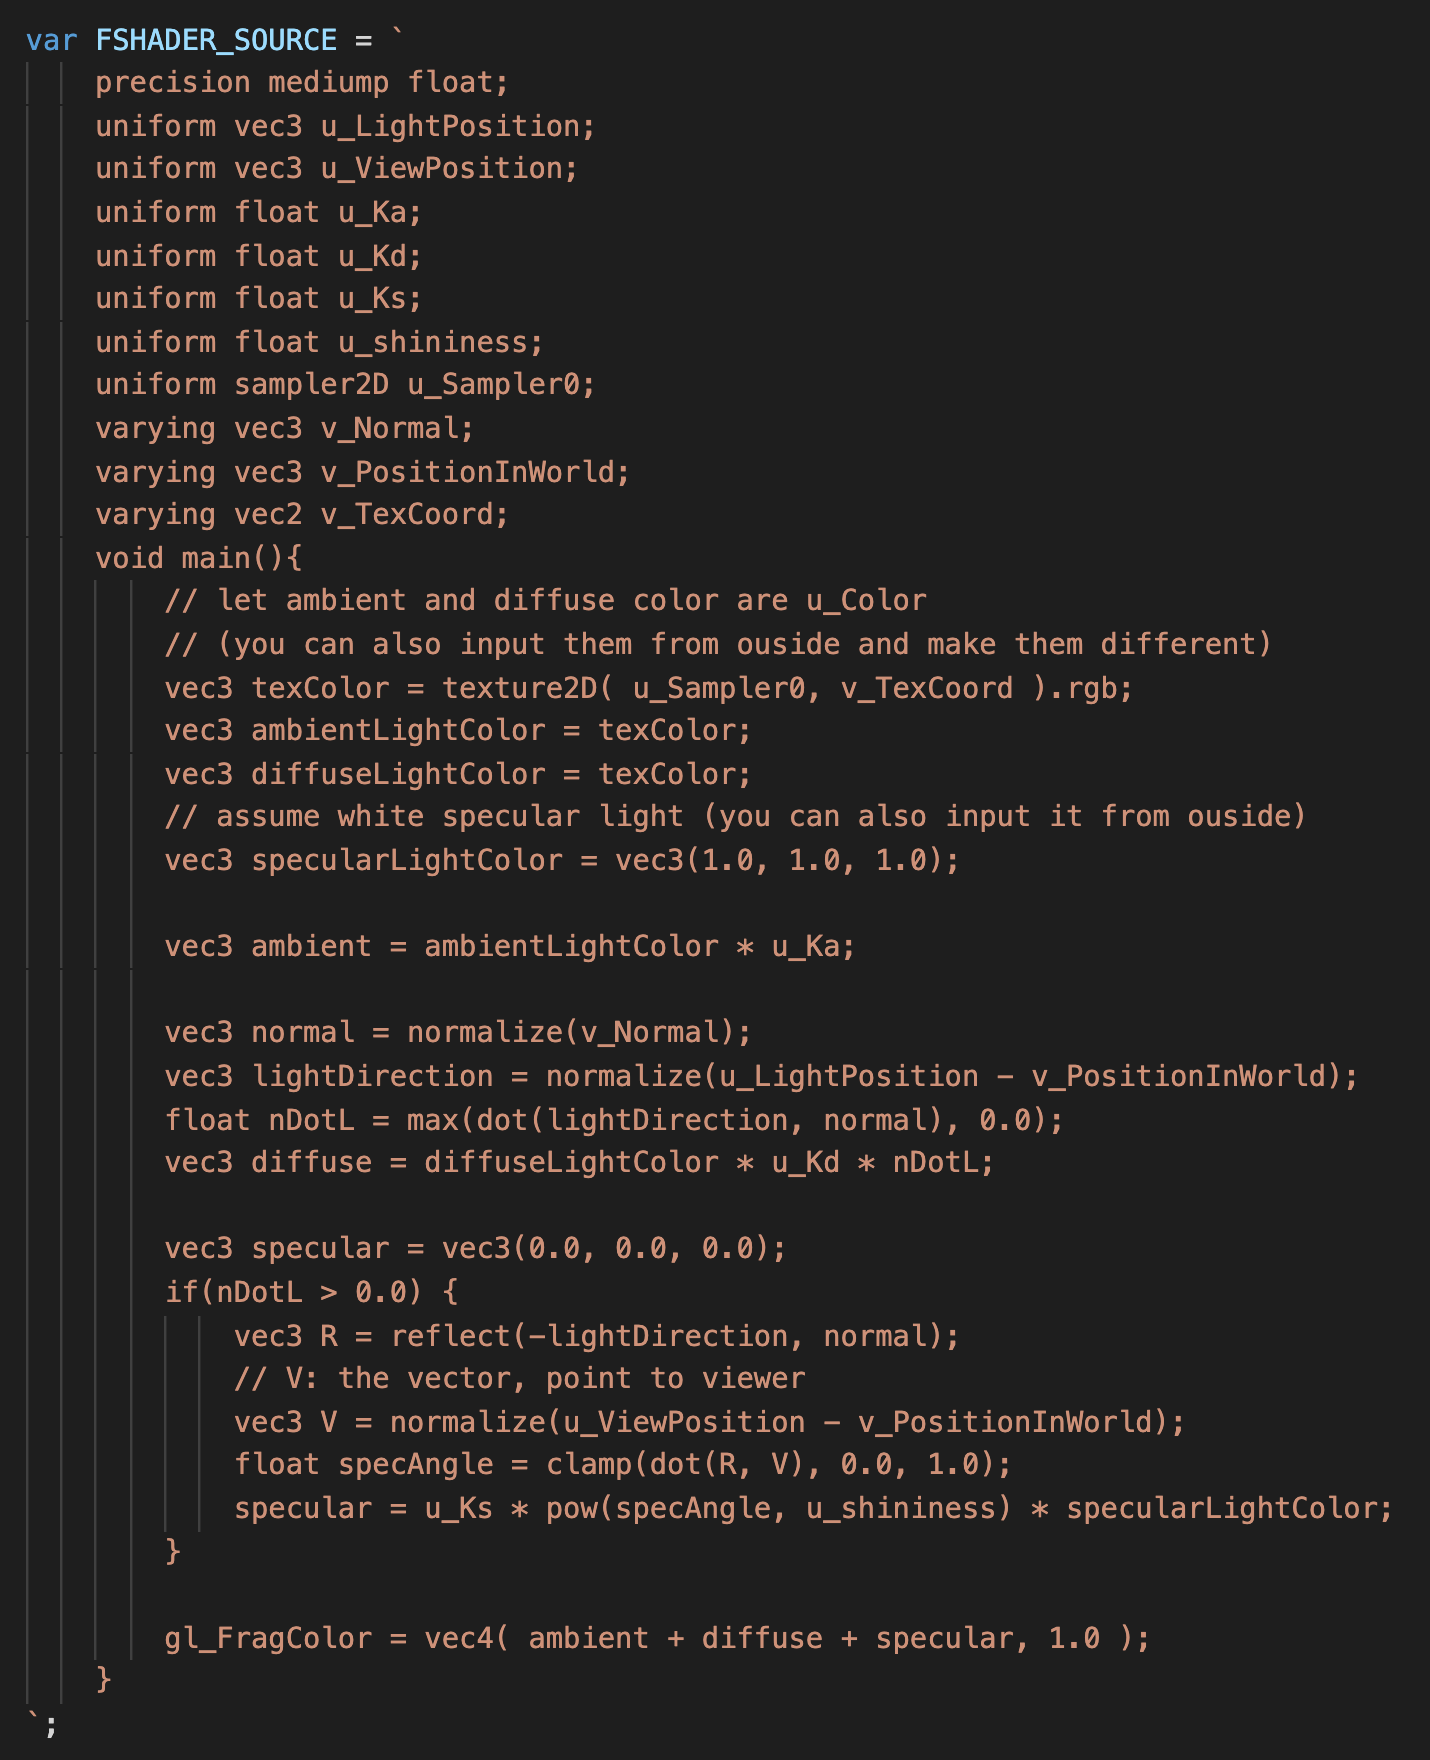 var FSHADER_SOURCE = `
precision mediump float;
uniform vec3 u_LightPosition;
uniform vec3 u_ViewPosition;
uniform float u_Ka;
uniform float u_Kd;
uniform float u_Ks;
uniform float u_shininess;
uniform sampler2D u_Sampler0;
varying vec3 v_Normal;
varying vec3 v_PositionInWorld;
varying vec2 v_TexCoord;
void main(){
// let ambient and diffuse color are u_Color
// (you can also input them from ouside and make them different)
vec3 texColor = texture2D( u_Sampler0, v_TexCoord ).rgb;
vec3 ambientLightColor = texColor;
vec3 diffuseLightColor = texColor;
// assume white specular light (you can also input it from ouside)
vec3 specularLightColor = vec3(1.0, 1.0, 1.0);
vec3 ambient = ambientLightColor * u_Ka;
vec3 normal = normalize(v_Normal);
vec3 lightDirection = normalize(u_LightPosition - v_PositionInWorld);
float nDotL = max(dot(lightDirection, normal), 0.0);
vec3 diffuse = diffuseLightColor * u_Kd * nDotL;
vec3 specular = vec3(0.0, 0.0, 0.0);
if(nDotL > 0.0) {
vec3 R = reflect(-lightDirection, normal);
// V: the vector, point to viewer
vec3 V = normalize(u_ViewPosition - v_PositionInWorld);
float specAngle = clamp(dot(R, V), 0.0, 1.0);
specular = u_Ks * pow(specAngle, u_shininess) * specularLightColor;
}
gl_FragColor = vec4( ambient + diffuse + specular, 1.0 );
}
`;